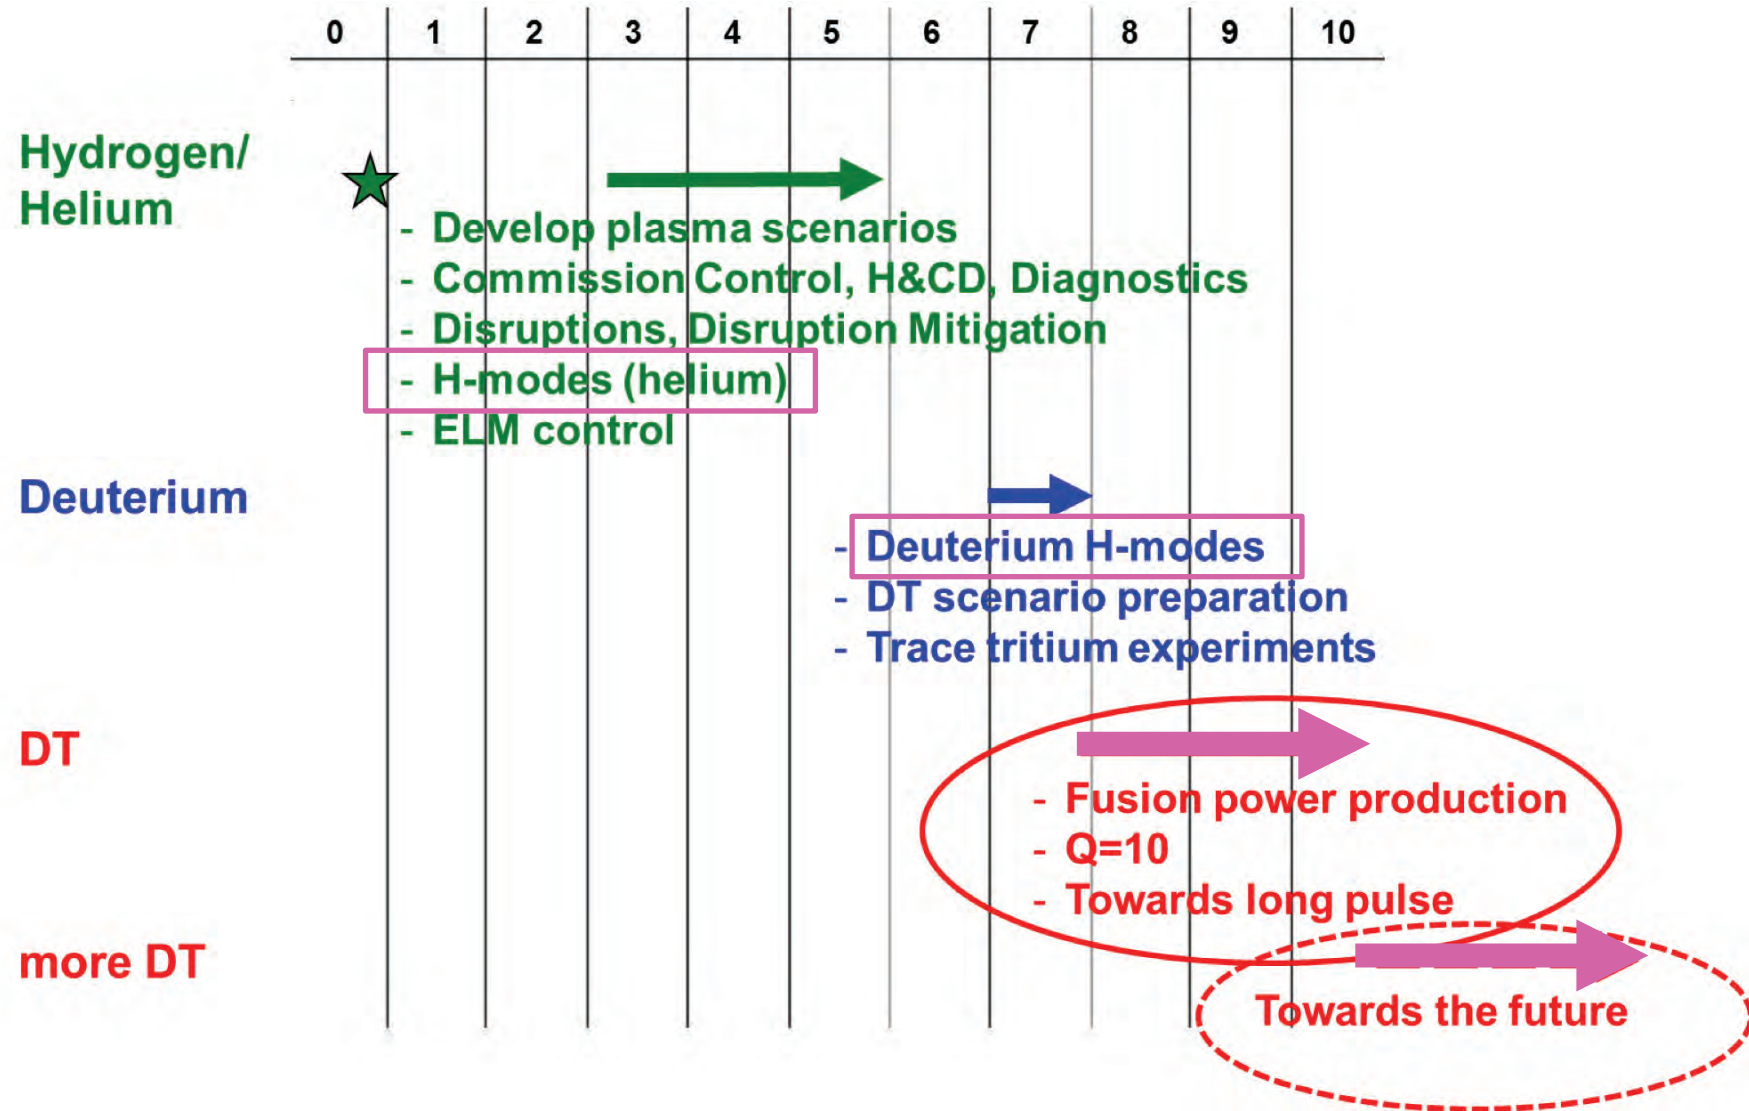 0 1 2 3 4 5 6 7 8 9 10
Hydrogen/
Helium
- Develop plasma scenarios
- Commission Control, H&CD, Diagnostics
- Disruptions, Disruption Mitigation
- H-modes (helium)
- ELM control
Deuterium
- Deuterium H-modes
- DT scenario preparation
- Trace tritium experiments
DT
- Fusion power production
- Q=10
- Towards long pulse
more DT
Towards the future